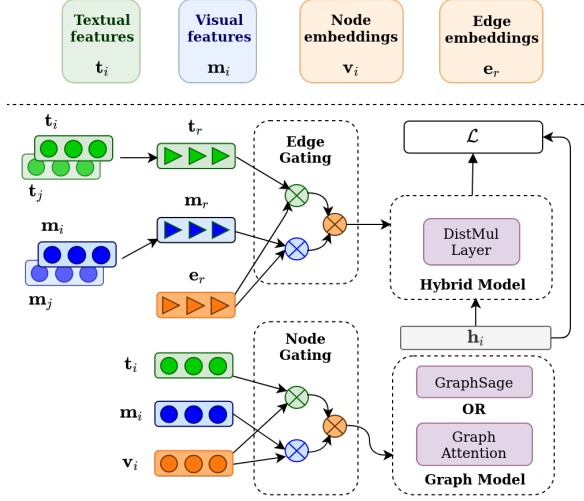 Textual
features
t_i
Visual
features
m_i
Node
embeddings
v_i
Edge
embeddings
e_r
t_i
t_j
t_r
Edge
Gating
m_i
m_j
m_r
e_r
ℒ
DistMul
Layer
Hybrid Model
h_i
Node
Gating
t_i
m_i
v_i
GraphSage
OR
Graph
Attention
Graph Model